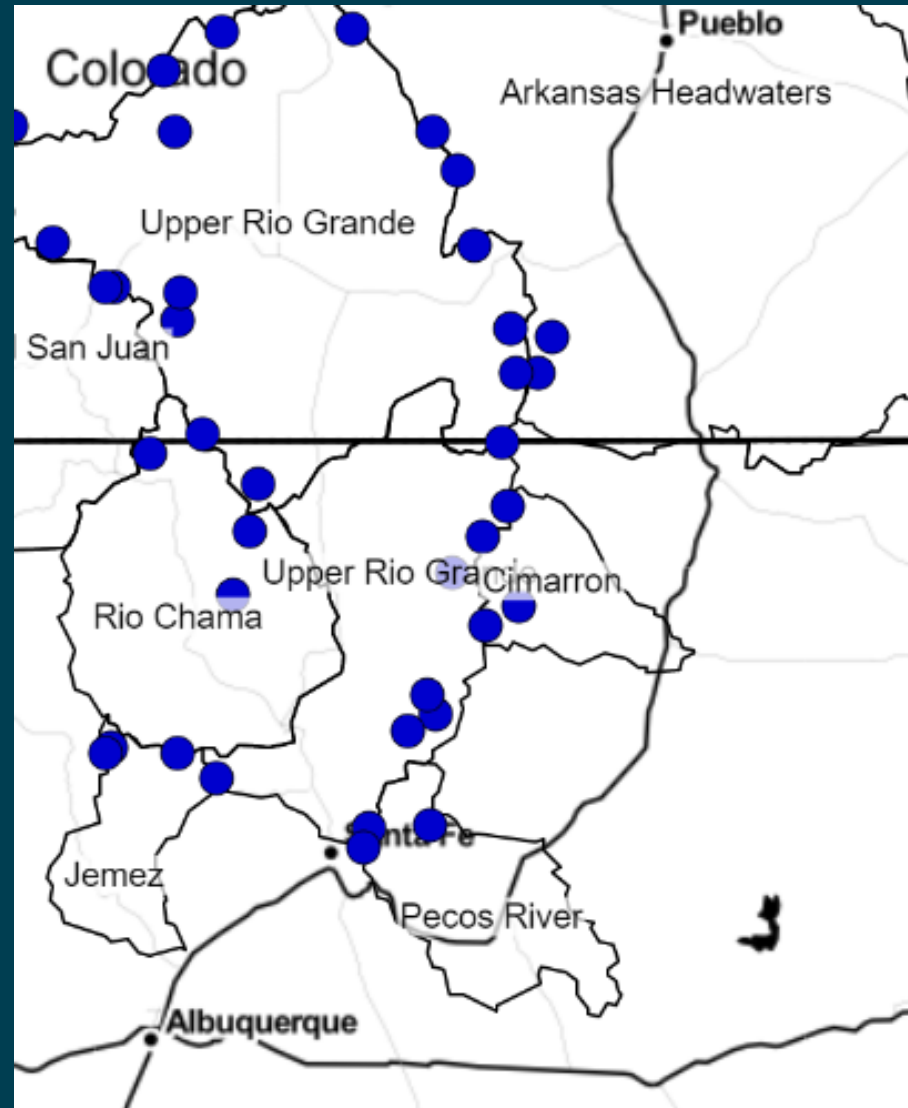 Pueblo
Colorado
Arkansas Headwaters
Upper Rio Grande
San Juan
Upper Rio Grande
Cimarron
Rio Chama
Santa Fe
Jemez
Pecos River
Albuquerque